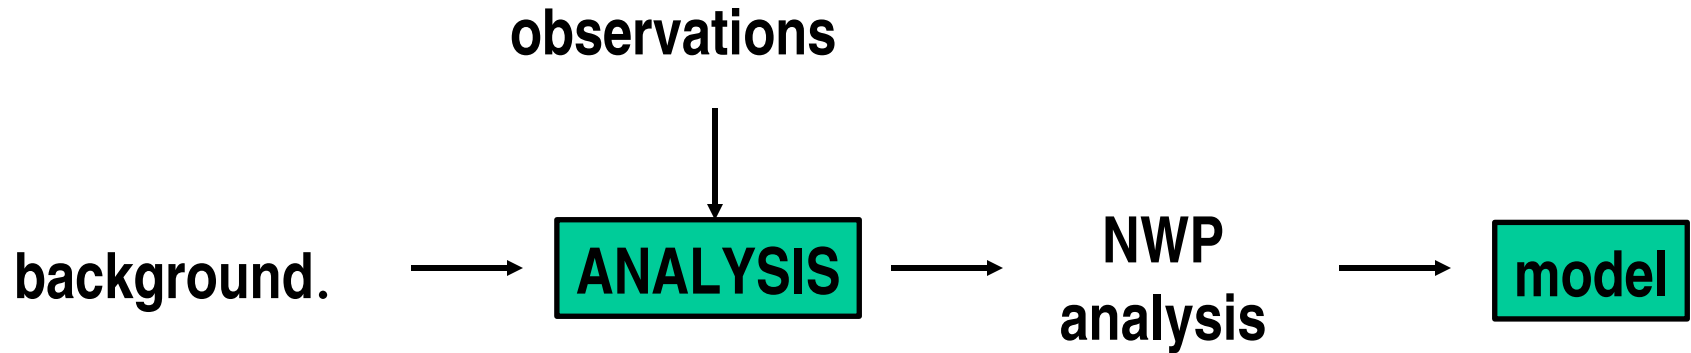 observations
background.
ANALYSIS
NWP
analysis
model